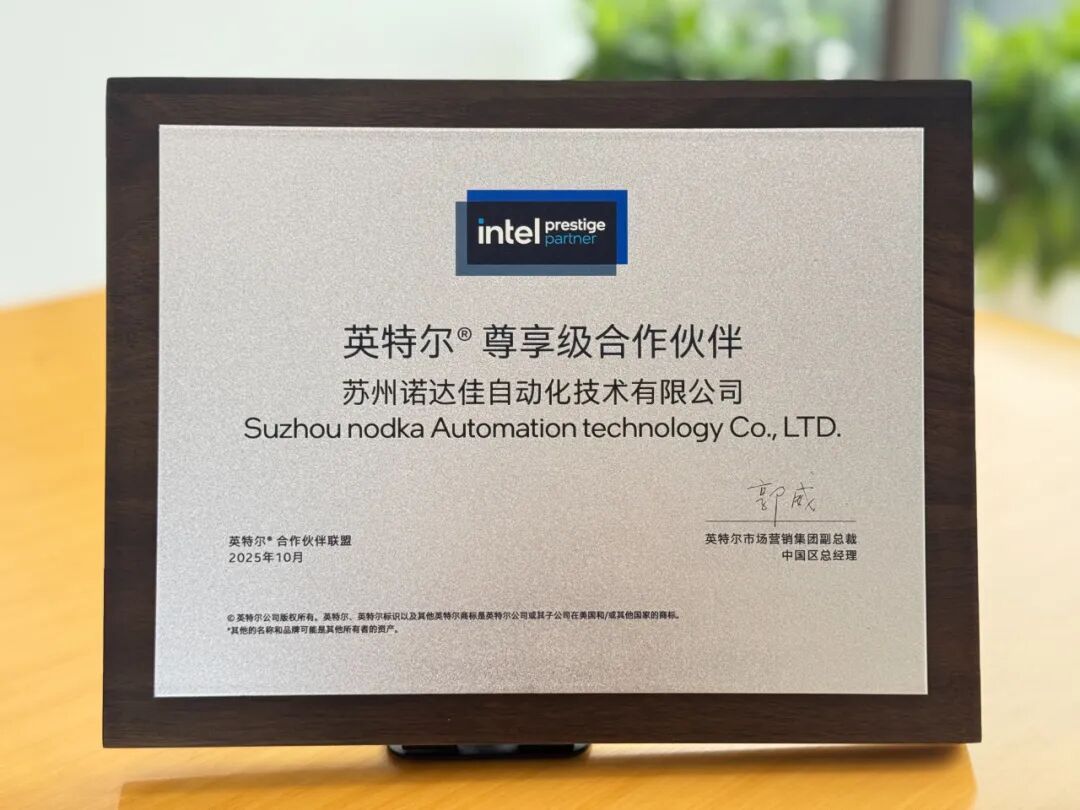 intel prestige partner
英特尔® 尊享级合作伙伴
苏州诺达佳自动化技术有限公司
Suzhou nodka Automation technology Co., LTD.
郭威
英特尔® 合作伙伴联盟
2025年10月
英特尔市场营销集团副总裁
中国区总经理
© 英特尔公司版权所有。英特尔、英特尔标识以及其他英特尔商标是英特尔公司或其子公司在美国和/或其他国家的商标。
*其他的名称和品牌可能是其他所有者的资产。